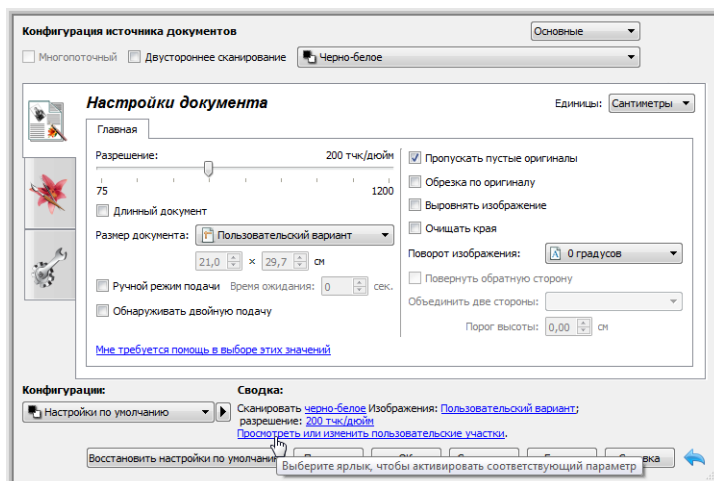 Конфигурация источника документов
Основные
Многопоточный
Двустороннее сканирование
Черно-белое
Настройки документа
Единицы: Сантиметры
Главная
Разрешение: 200 тчк/дюйм
75 1200
Длинный документ
Размер документа: Пользовательский вариант
21,0 × 29,7 см
Ручной режим подачи Время ожидания: 0 сек.
Обнаруживать двойную подачу
Мне требуется помощь в выборе этих значений
Пропускать пустые оригиналы
Обрезка по оригиналу
Выровнять изображение
Очищать края
Поворот изображения: 0 градусов
Повернуть обратную сторону
Объединить две стороны:
Порог высоты: 0,00 см
Конфигурации:
Настройки по умолчанию
Сводка:
Сканировать черно-белое Изображения: Пользовательский вариант;
разрешение: 200 тчк/дюйм
Просмотреть или изменить пользовательские участки.
Восстановить настройки по умолчанию
Выберите ярлык, чтобы активировать соответствующий параметр